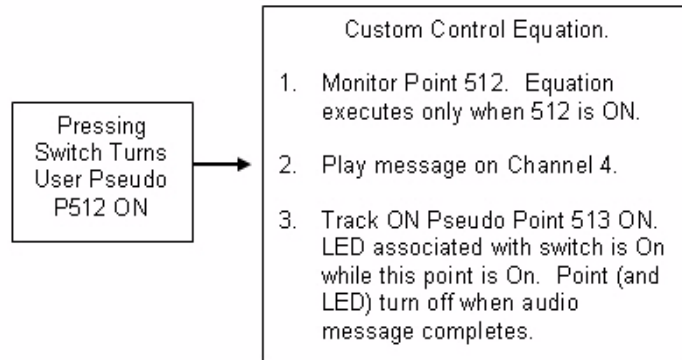 Pressing
Switch Turns
User Pseudo
P512 ON
Custom Control Equation.
1. Monitor Point 512. Equation
executes only when 512 is ON.
2. Play message on Channel 4.
3. Track ON Pseudo Point 513 ON.
LED associated with switch is On
while this point is On. Point (and
LED) turn off when audio
message completes.